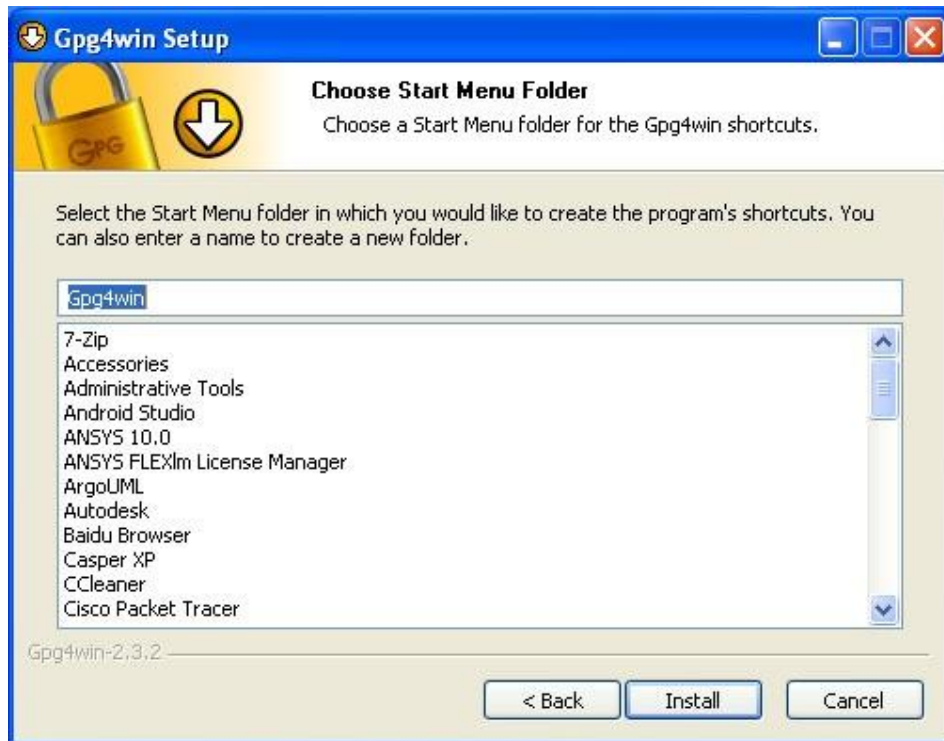 Gpg4win Setup
GPG
Choose Start Menu Folder
Choose a Start Menu folder for the Gpg4win shortcuts.
Select the Start Menu folder in which you would like to create the program's shortcuts. You
can also enter a name to create a new folder.
Gpg4win
7-Zip
Accessories
Administrative Tools
Android Studio
ANSYS 10.0
ANSYS FLEXlm License Manager
ArgoUML
Autodesk
Baidu Browser
Casper XP
CCleaner
Cisco Packet Tracer
Gpg4win-2.3.2
< Back
Install
Cancel